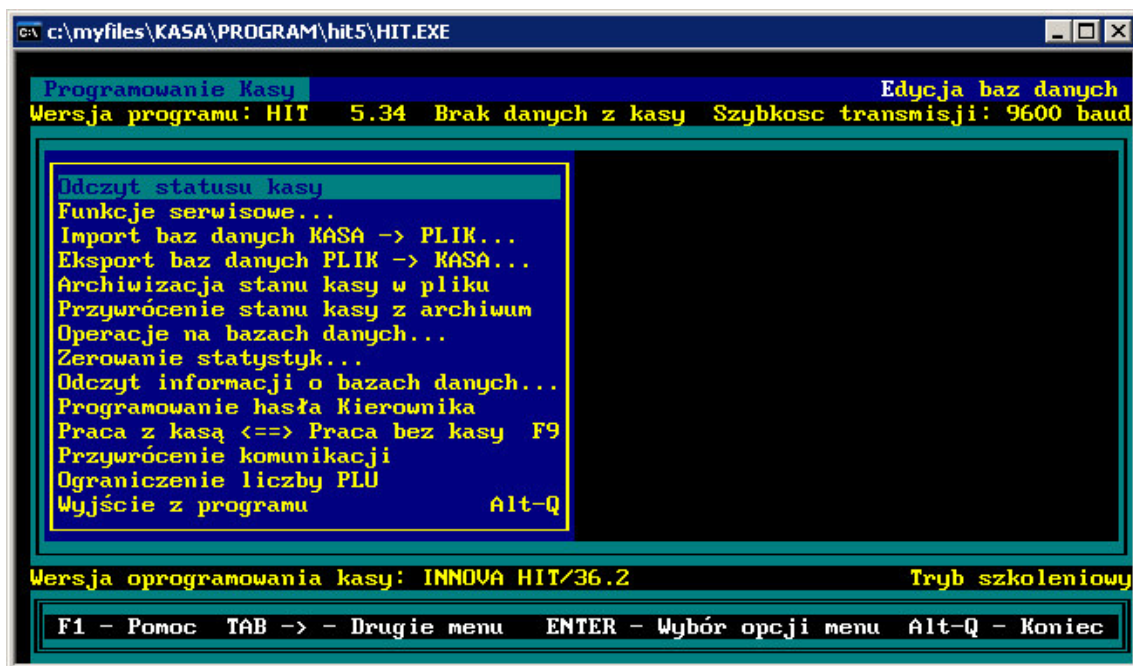 c:\myfiles\KASA\PROGRAM\hit5\HIT.EXE
Programowanie Kasy Edycja baz danych
Wersja programu: HIT 5.34 Brak danych z kasy Szybkosc transmisji: 9600 baud
Odczyt statusu kasy
Funkcje serwisowe...
Import baz danych KASA -> PLIK...
Eksport baz danych PLIK -> KASA...
Archiwizacja stanu kasy w pliku
Przywrócenie stanu kasy z archiwum
Operacje na bazach danych...
Zerowanie statystyk...
Odczyt informacji o bazach danych...
Programowanie hasła Kierownika
Praca z kasą <==> Praca bez kasy F9
Przywrócenie komunikacji
Ograniczenie liczby PLU
Wyjście z programu Alt-Q
Wersja oprogramowania kasy: INNOVA HIT/36.2 Tryb szkoleniowy
F1 - Pomoc TAB -> - Drugie menu ENTER - Wybór opcji menu Alt-Q - Koniec